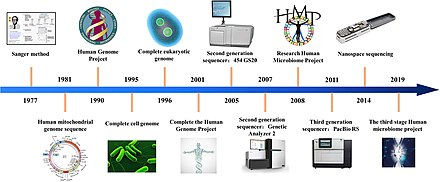 HMP
Sanger method
Human Genome
Project
Complete eukaryotic
genome
Second generation
sequencer: 454 GS20
Research Human
Microbiome Project
Nanospace sequencing
1981
1995
2001
2007
2011
2019
1977
1990
1996
2005
2008
2014
Human mitochondrial
genome sequence
Complete cell genome
Complete the Human
Genome Project
Second generation
sequencer: Genetic
Analyzer 2
Third generation
sequencer: PacBio RS
The third stage Human
microbiome project